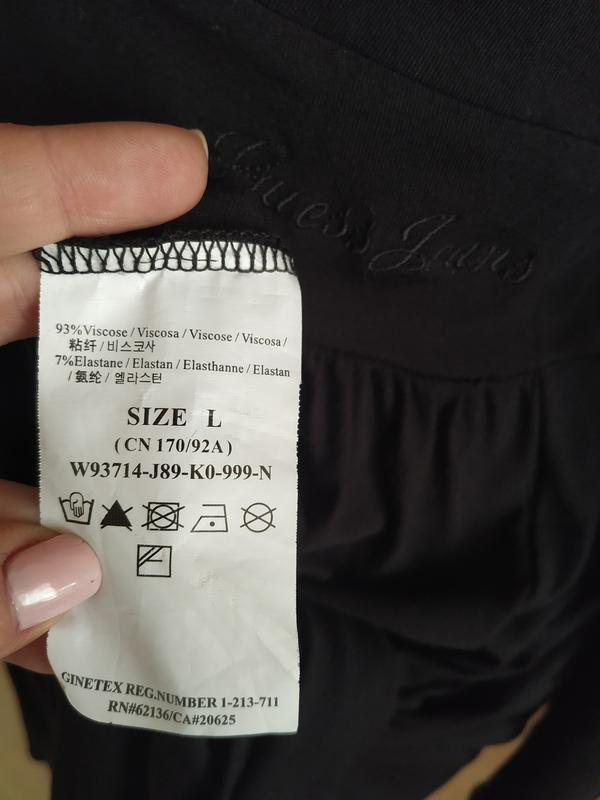 Guess Jeans
93%Viscose / Viscosa / Viscose / Viscosa /
粘纤 / 비스코사
7%Elastane / Elastan / Elasthanne / Elastan
/ 氨纶 / 엘라스턴
SIZE L
( CN 170/92A )
W93714-J89-K0-999-N
GINETEX REG.NUMBER 1-213-711
RN#62136/CA#20625